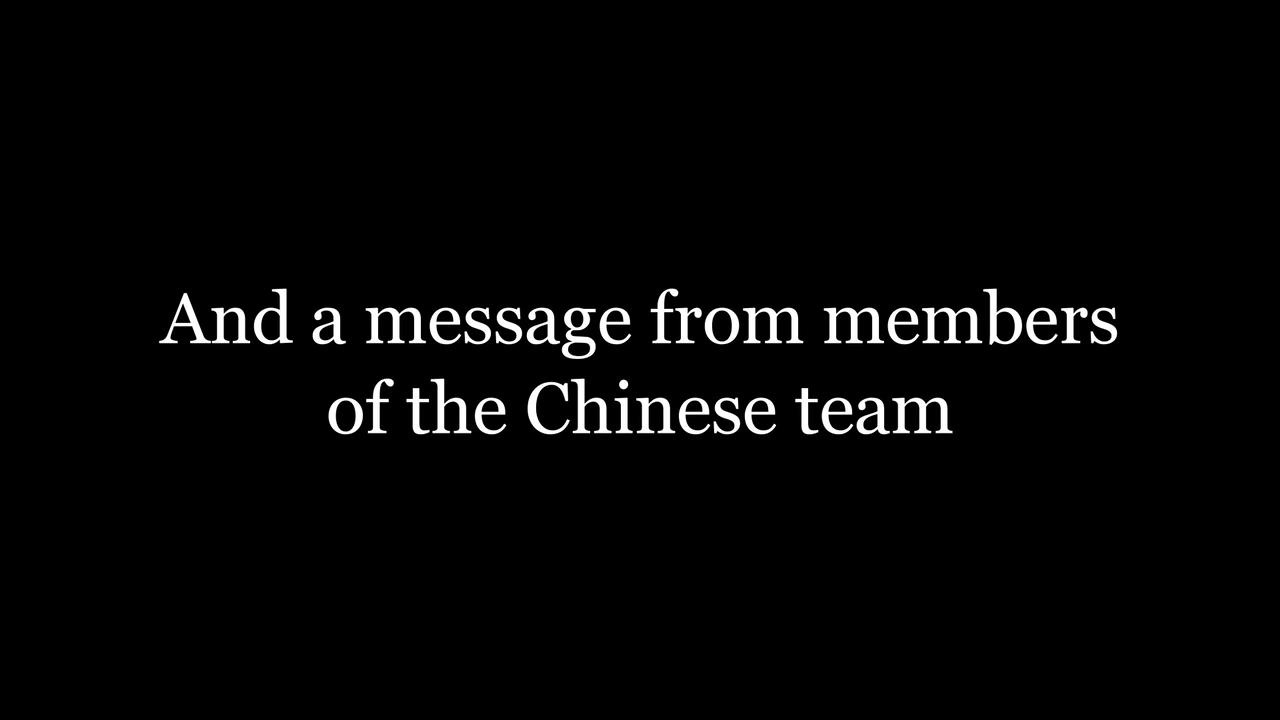 And a message from members
of the Chinese team